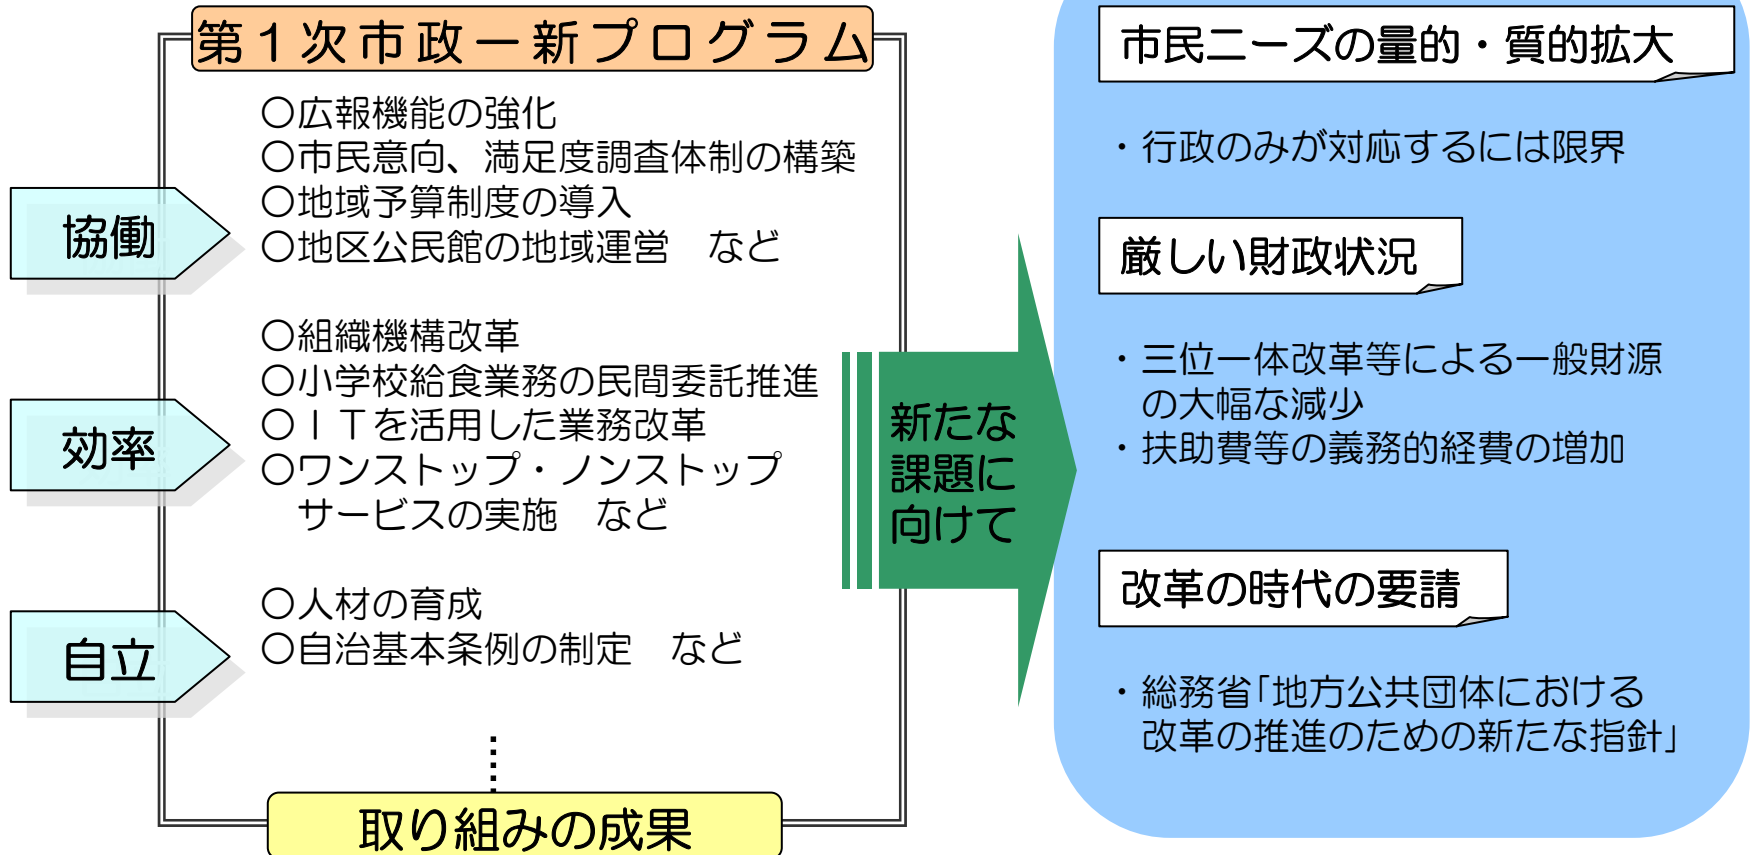 第１次市政一新プログラム
協働
○広報機能の強化
○市民意向、満足度調査体制の構築
○地域予算制度の導入
○地区公民館の地域運営　など
効率
○組織機構改革
○小学校給食業務の民間委託推進
○ＩＴを活用した業務改革
○ワンストップ・ノンストップ
サービスの実施　など
自立
○人材の育成
○自治基本条例の制定　など
取り組みの成果
新たな
課題に
向けて
市民ニーズの量的・質的拡大
・行政のみが対応するには限界
厳しい財政状況
・三位一体改革等による一般財源
の大幅な減少
・扶助費等の義務的経費の増加
改革の時代の要請
・総務省「地方公共団体における
改革の推進のための新たな指針」